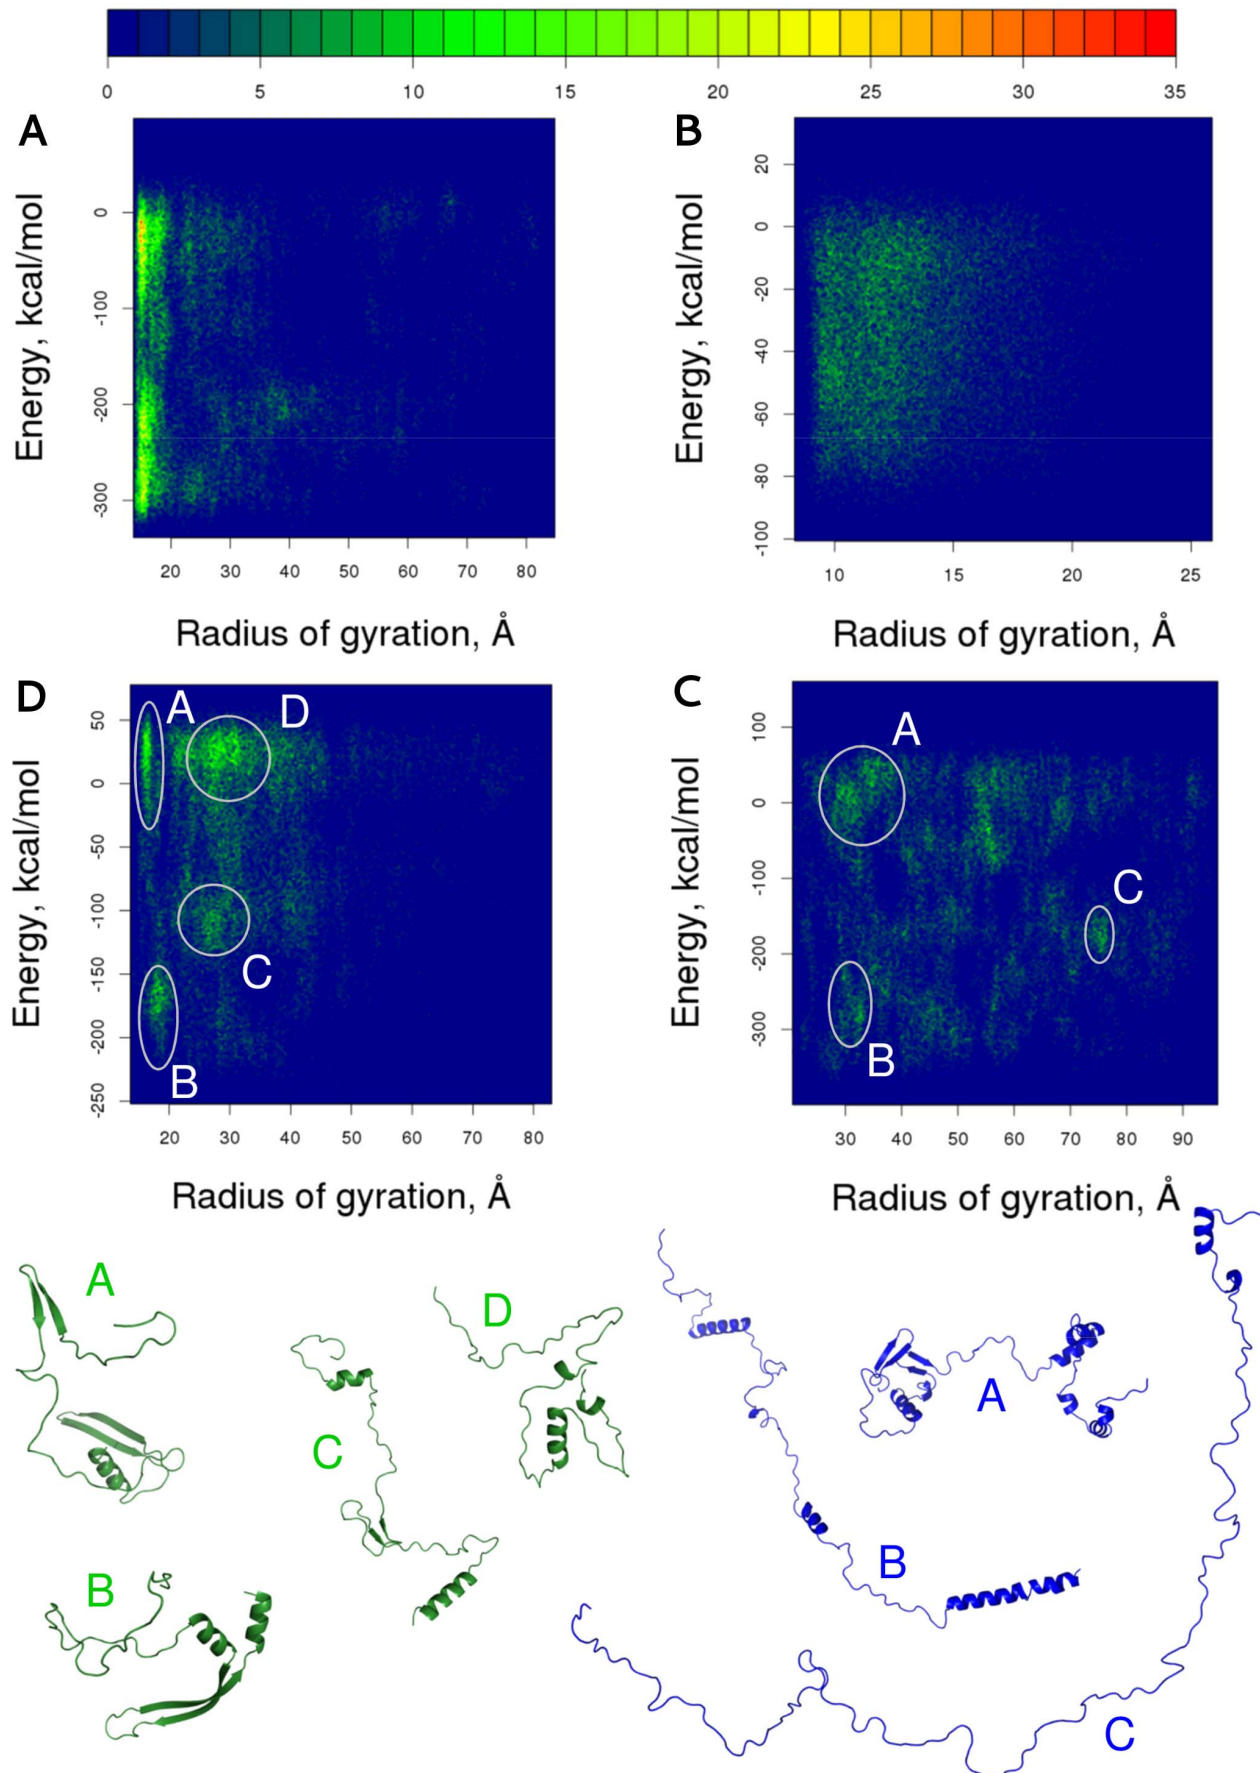 0 5 10 15 20 25 30 35
A
Energy, kcal/mol
0
-100
-200
-300
20 30 40 50 60 70 80
Radius of gyration, Å
B
Energy, kcal/mol
20
0
-20
-40
-60
-80
-100
10 15 20 25
Radius of gyration, Å
D
Energy, kcal/mol
50
0
-50
-100
-150
-200
-250
A
D
C
B
20 30 40 50 60 70 80
Radius of gyration, Å
C
Energy, kcal/mol
100
0
-100
-200
-300
A
C
B
30 40 50 60 70 80 90
Radius of gyration, Å
A
D
C
B
A
B
C